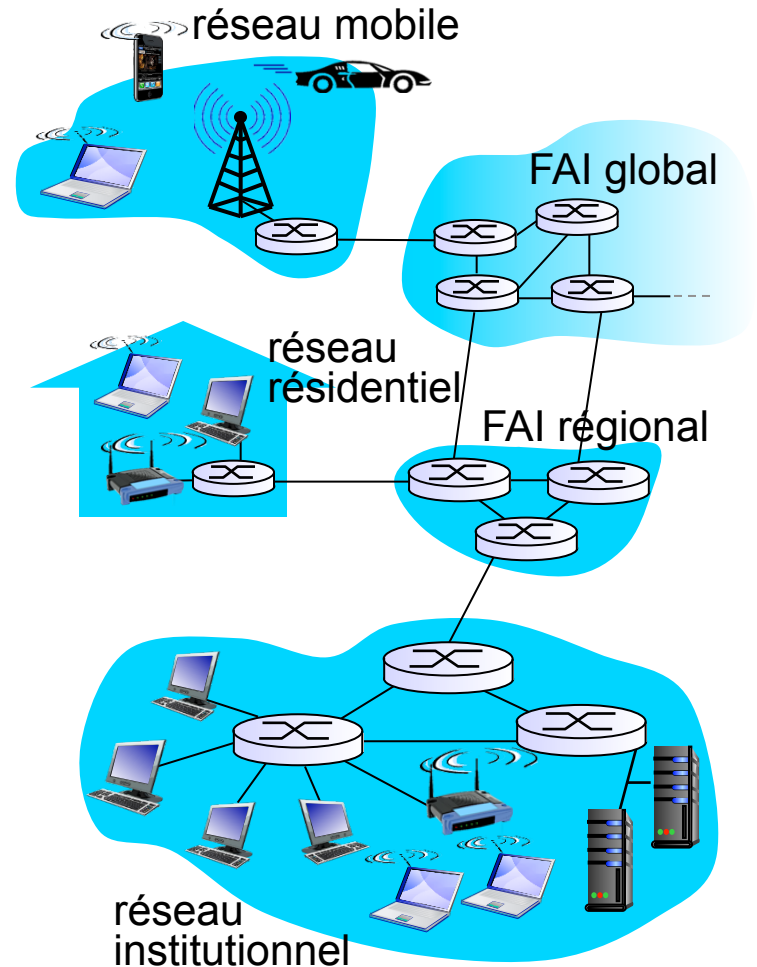 réseau mobile
FAI global
réseau
résidentiel
FAI régional
réseau
institutionnel